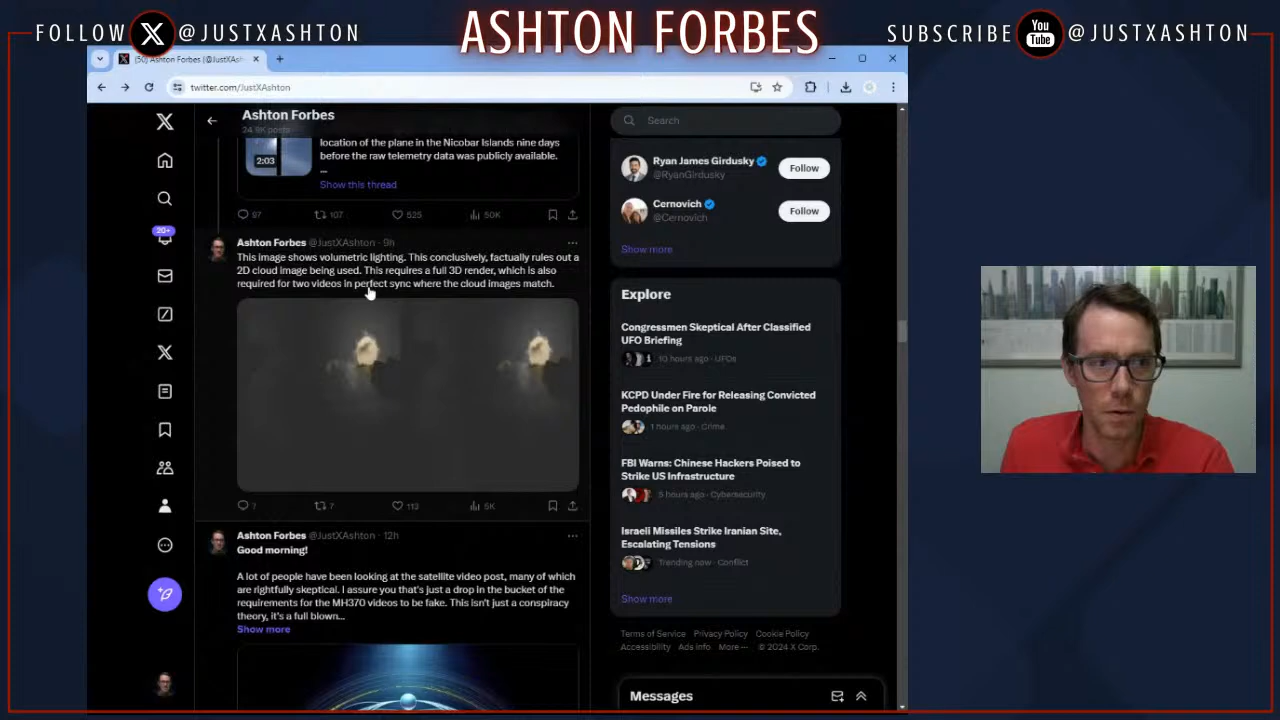 FOLLOW X @JUSTXASHTON
ASHTON FORBES
SUBSCRIBE You Tube @JUSTXASHTON
(50) Ashton Forbes (@JustXAsh
twitter.com/JustXAshton
Ashton Forbes
24.9K posts
Search
location of the plane in the Nicobar Islands nine days
before the raw telemetry data was publicly available.
...
2:03
Show this thread
97 107 525 50K
Ryan James Girdusky
@RyanGirdusky
Follow
Cernovich
@Cernovich
Follow
Show more
20+
Ashton Forbes @JustXAshton · 9h
This image shows volumetric lighting. This conclusively, factually rules out a
2D cloud image being used. This requires a full 3D render, which is also
required for two videos in perfect sync where the cloud images match.
7 7 112 5K
Explore
Congressmen Skeptical After Classified
UFO Briefing
10 hours ago · UFOs
KCPD Under Fire for Releasing Convicted
Pedophile on Parole
1 hours ago · Crime
FBI Warns: Chinese Hackers Poised to
Strike US Infrastructure
5 hours ago · Cybersecurity
Israeli Missiles Strike Iranian Site,
Escalating Tensions
Trending now · Conflict
Show more
Ashton Forbes @JustXAshton · 12h
Good morning!
A lot of people have been looking at the satellite video post, many of which
are rightfully skeptical. I assure you that's just a drop in the bucket of the
requirements for the MH370 videos to be fake. This isn't just a conspiracy
theory, it's a full blown...
Show more
Terms of Service Privacy Policy Cookie Policy
Accessibility Ads info More ··· © 2024 X Corp.
Messages